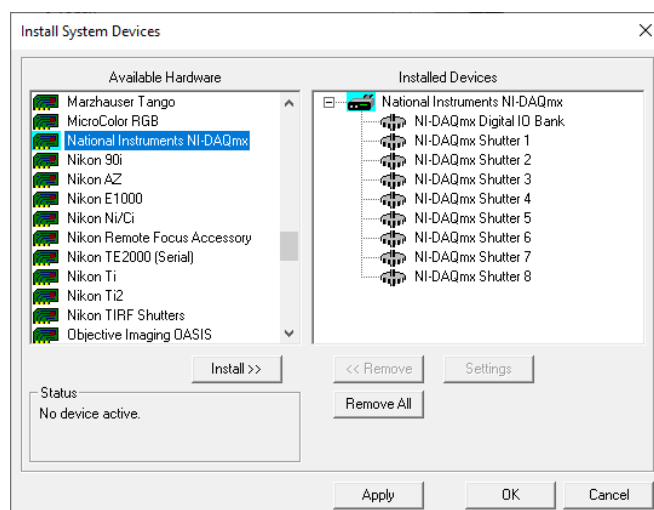 Install System Devices
Available Hardware
Marzhauser Tango
MicroColor RGB
National Instruments NI-DAQmx
Nikon 90i
Nikon AZ
Nikon E1000
Nikon Ni/Ci
Nikon Remote Focus Accessory
Nikon TE2000 (Serial)
Nikon Ti
Nikon Ti2
Nikon TIRF Shutters
Objective Imaging OASIS
Install >>
Status
No device active.
Installed Devices
National Instruments NI-DAQmx
NI-DAQmx Digital IO Bank
NI-DAQmx Shutter 1
NI-DAQmx Shutter 2
NI-DAQmx Shutter 3
NI-DAQmx Shutter 4
NI-DAQmx Shutter 5
NI-DAQmx Shutter 6
NI-DAQmx Shutter 7
NI-DAQmx Shutter 8
<< Remove
Settings
Remove All
Apply
OK
Cancel